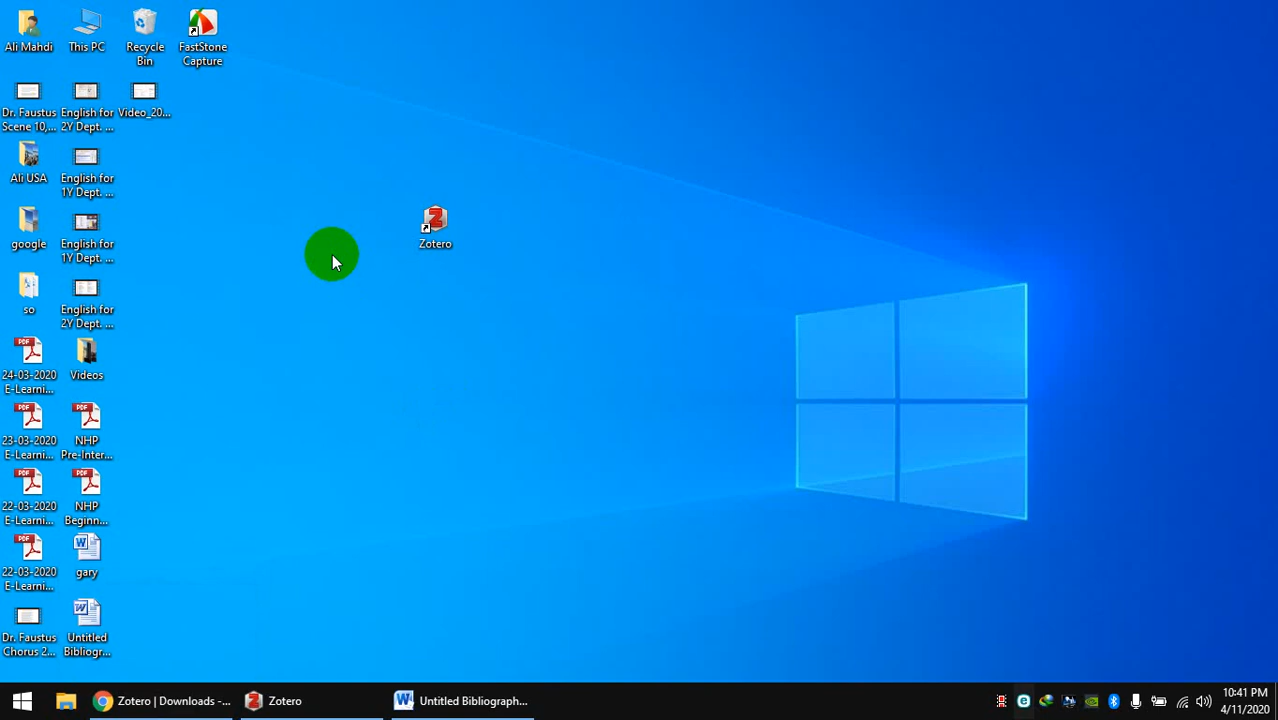 Ali Mahdi
This PC
Recycle
Bin
FastStone
Capture
Dr. Faustus
Scene 10,...
English for
2Y Dept. ...
Video_20...
Ali USA
English for
1Y Dept. ...
google
English for
1Y Dept. ...
so
English for
2Y Dept. ...
24-03-2020
E-Learni...
Videos
23-03-2020
E-Learni...
NHP
Pre-Inter...
22-03-2020
E-Learni...
NHP
Beginn...
22-03-2020
E-Learni...
gary
Dr. Faustus
Chorus 2...
Untitled
Bibliogr...
Zotero
Zotero | Downloads -...
Zotero
Untitled Bibliograph...
10:41 PM
4/11/2020